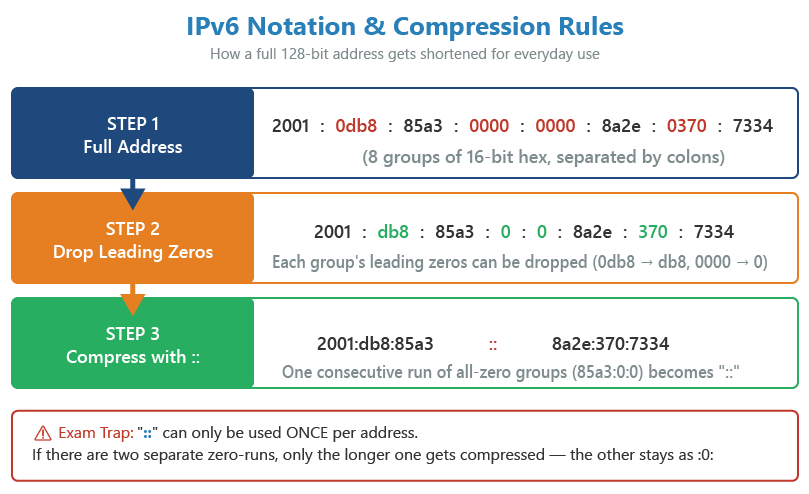 IPv6 Notation & Compression Rules
How a full 128-bit address gets shortened for everyday use
STEP 1
Full Address
2001 : 0db8 : 85a3 : 0000 : 0000 : 8a2e : 0370 : 7334
(8 groups of 16-bit hex, separated by colons)
STEP 2
Drop Leading Zeros
2001 : db8 : 85a3 : 0 : 0 : 8a2e : 370 : 7334
Each group's leading zeros can be dropped (0db8 → db8, 0000 → 0)
STEP 3
Compress with ::
2001:db8:85a3 :: 8a2e:370:7334
One consecutive run of all-zero groups (85a3:0:0) becomes "::"
⚠ Exam Trap: "::" can only be used ONCE per address.
If there are two separate zero-runs, only the longer one gets compressed — the other stays as :0: